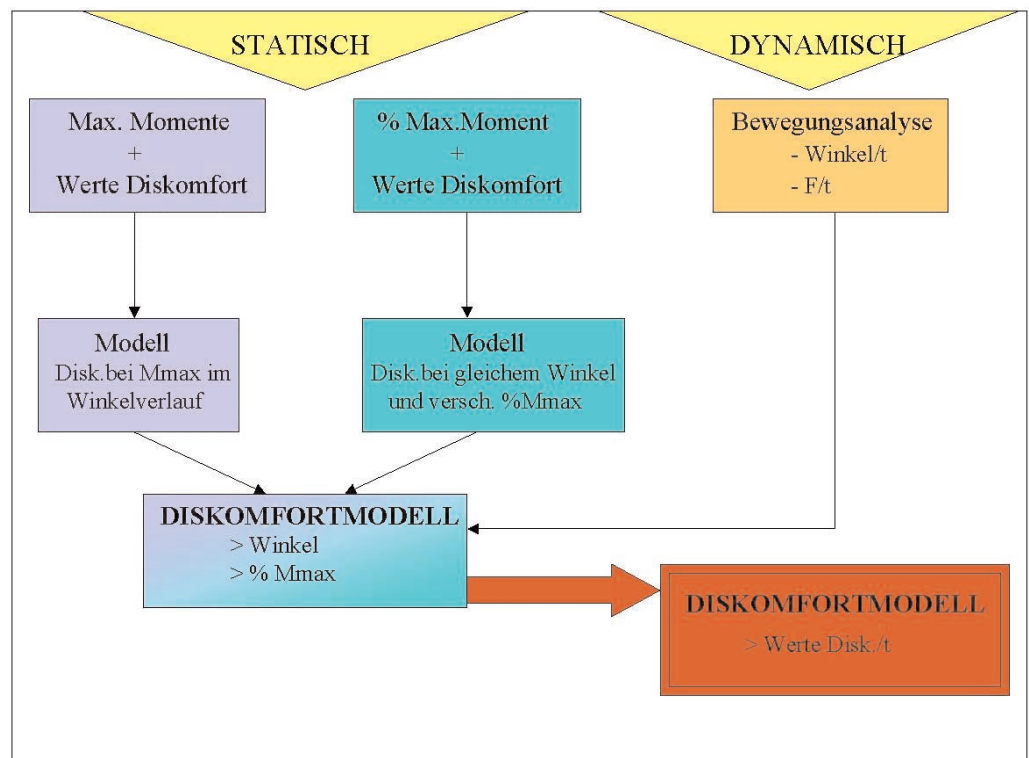 STATISCH
DYNAMISCH
Max. Momente
+
Werte Diskomfort
% Max.Moment
+
Werte Diskomfort
Bewegungsanalyse
- Winkel/t
- F/t
Modell
Disk.bei Mmax im
Winkelverlauf
Modell
Disk.bei gleichem Winkel
und versch. %Mmax
DISKOMFORTMODELL
> Winkel
> % Mmax
DISKOMFORTMODELL
> Werte Disk./t